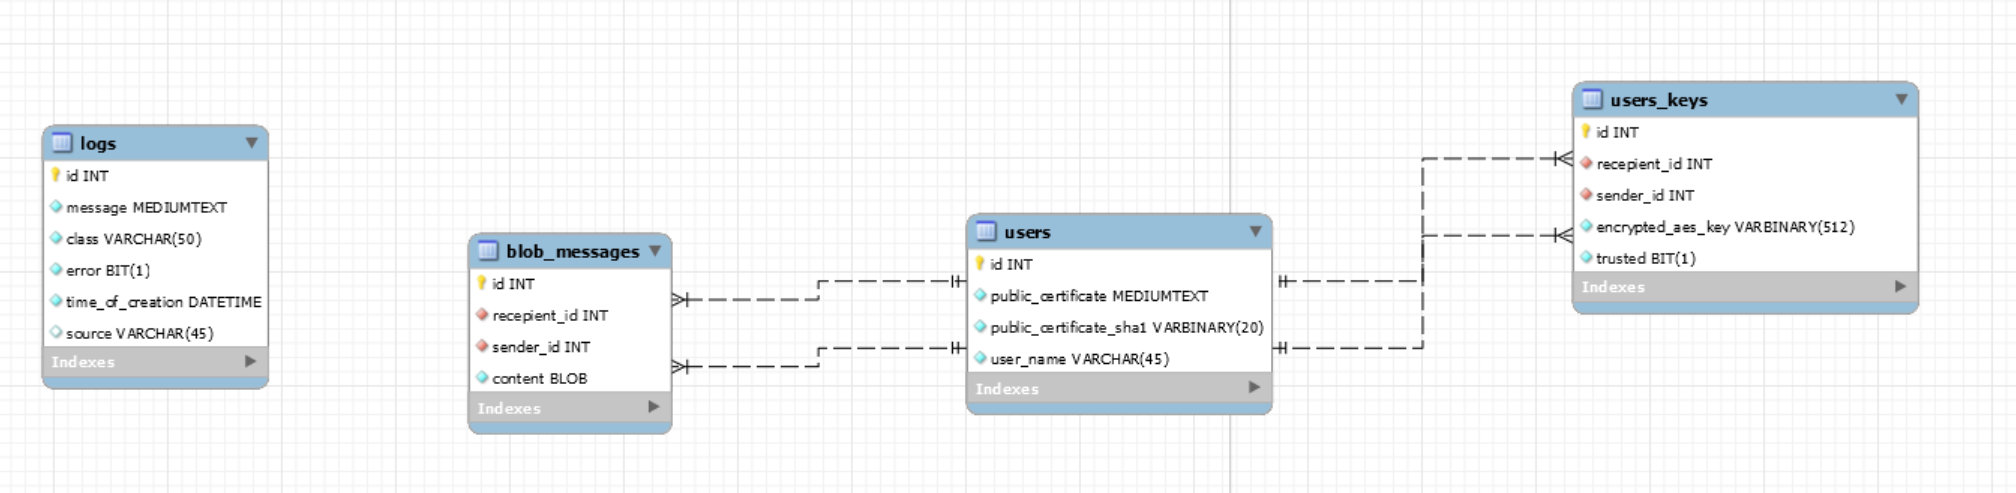 logs
id INT
message MEDIUMTEXT
class VARCHAR(50)
error BIT(1)
time_of_creation DATETIME
source VARCHAR(45)
Indexes
blob_messages
id INT
recepient_id INT
sender_id INT
content BLOB
Indexes
users
id INT
public_certificate MEDIUMTEXT
public_certificate_sha1 VARBINARY(20)
user_name VARCHAR(45)
Indexes
users_keys
id INT
recepient_id INT
sender_id INT
encrypted_aes_key VARBINARY(512)
trusted BIT(1)
Indexes